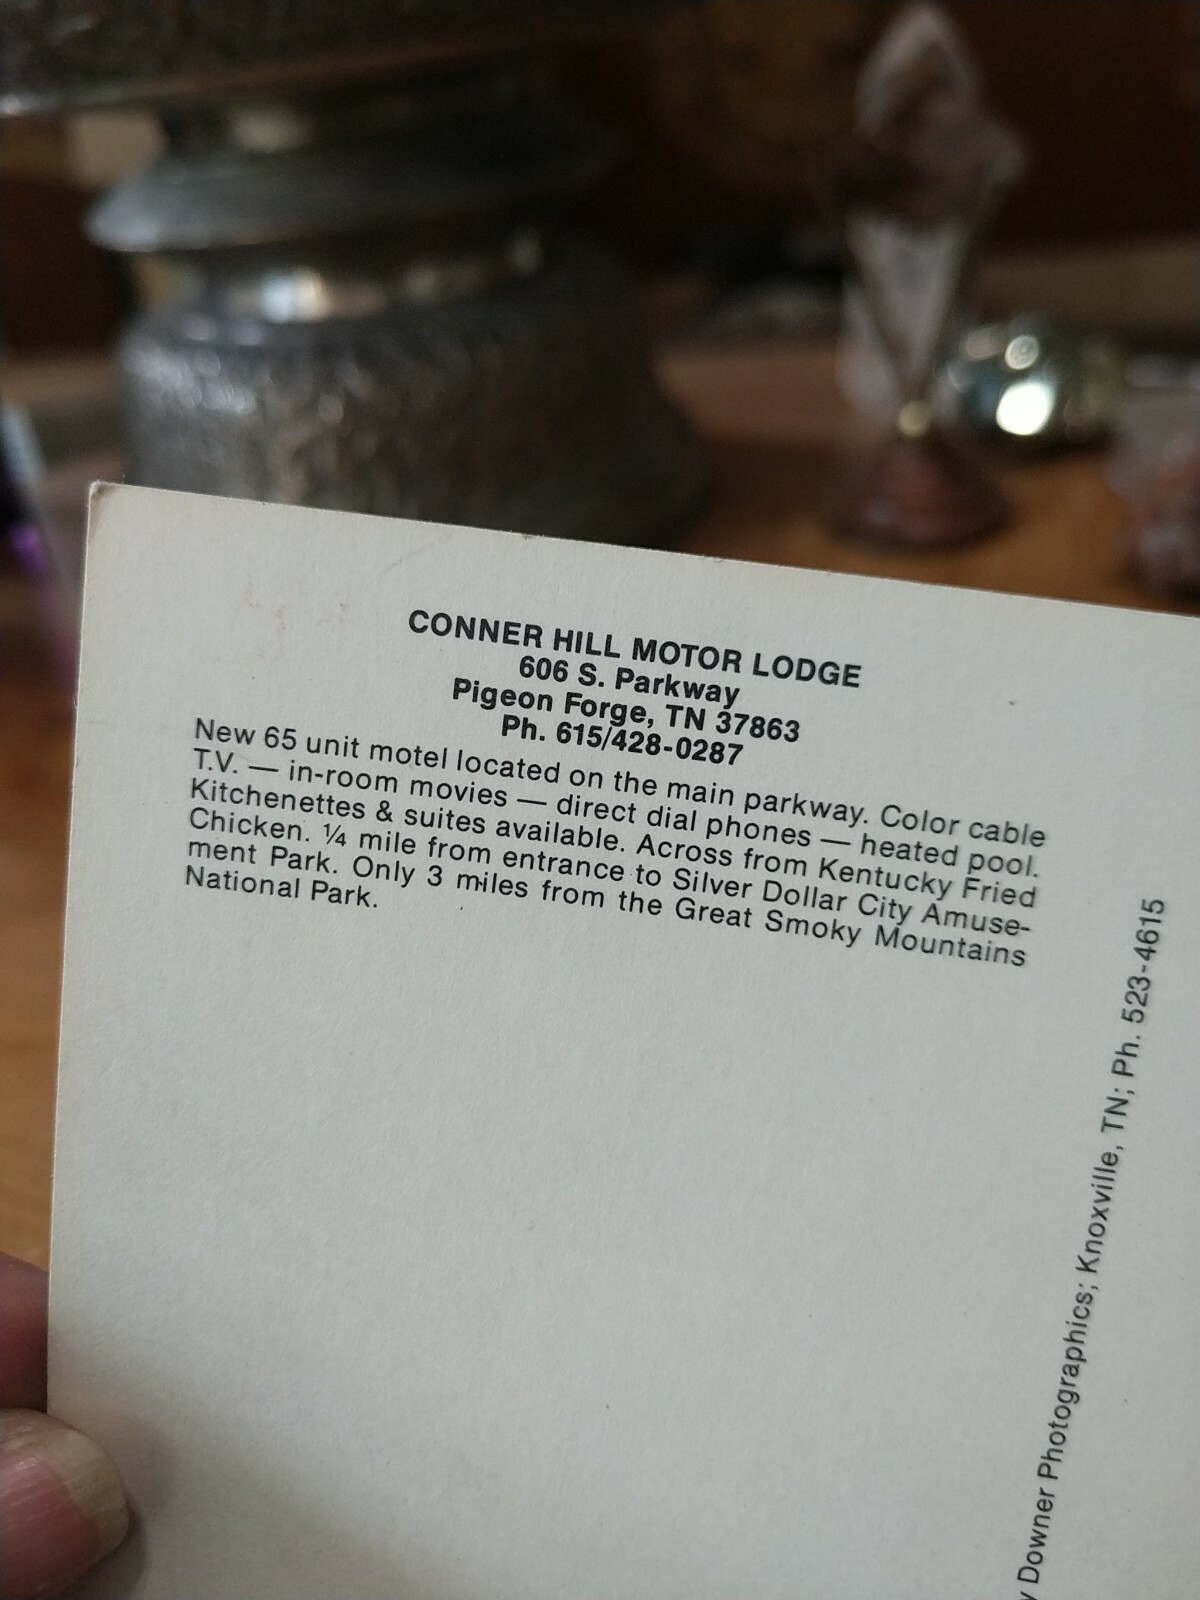 CONNER HILL MOTOR LODGE
606 S. Parkway
Pigeon Forge, TN 37863
Ph. 615/428-0287
New 65 unit motel located on the main parkway. Color cable
T.V. — in-room movies — direct dial phones — heated pool.
Kitchenettes & suites available. Across from Kentucky Fried
Chicken. ¼ mile from entrance to Silver Dollar City Amuse-
ment Park. Only 3 miles from the Great Smoky Mountains
National Park.
Downer Photographics; Knoxville, TN; Ph. 523-4615